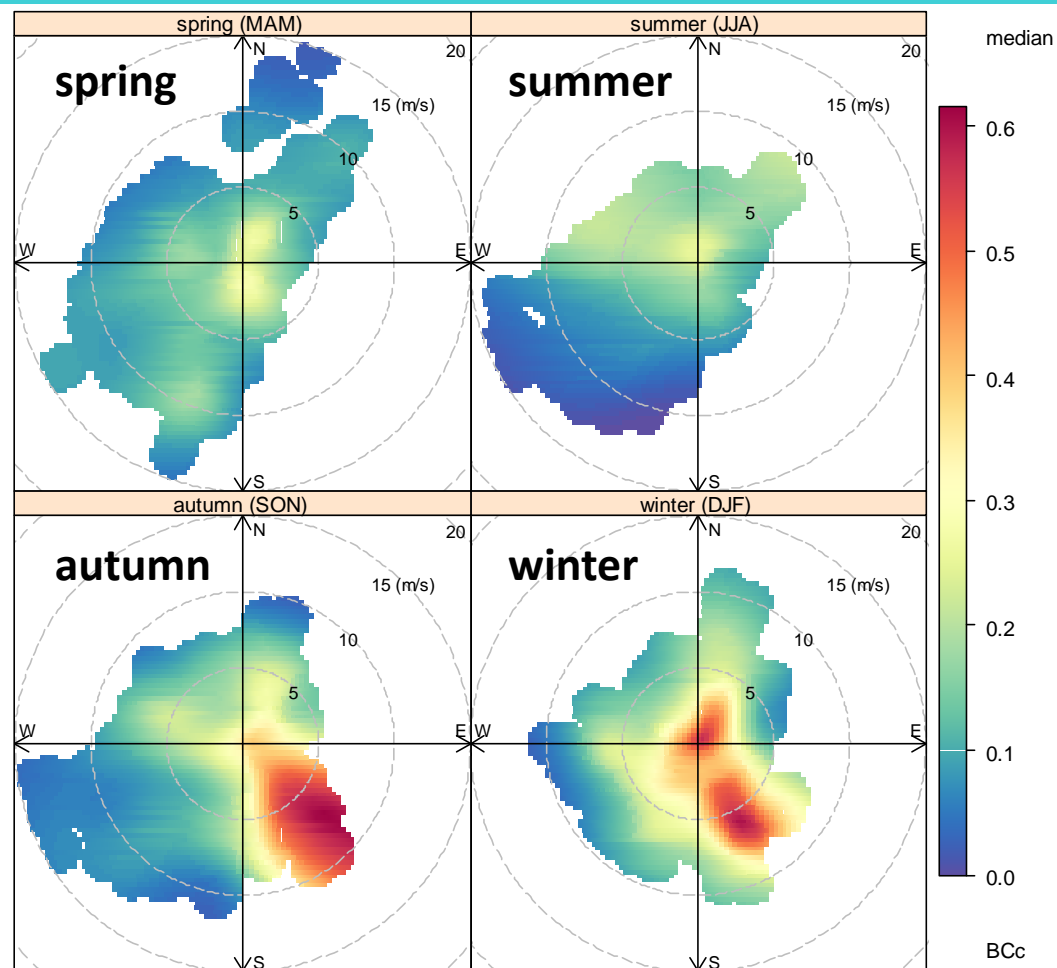 spring (MAM)
summer (JJA)
median
spring
N
20
15 (m/s)
10
5
W
E
S
summer
N
20
15 (m/s)
10
5
W
E
S
autumn (SON)
winter (DJF)
autumn
N
20
15 (m/s)
10
5
W
E
S
winter
N
20
15 (m/s)
10
5
W
E
S
0.6
0.5
0.4
0.3
0.2
0.1
0.0
BCc